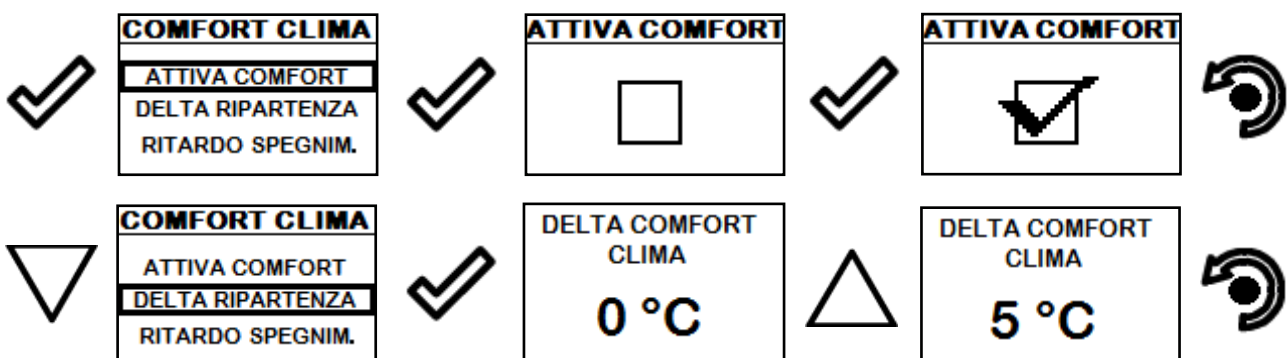 COMFORT CLIMA
ATTIVA COMFORT
DELTA RIPARTENZA
RITARDO SPEGNIM.
ATTIVA COMFORT
ATTIVA COMFORT
COMFORT CLIMA
ATTIVA COMFORT
DELTA RIPARTENZA
RITARDO SPEGNIM.
DELTA COMFORT
CLIMA
0 °C
DELTA COMFORT
CLIMA
5 °C